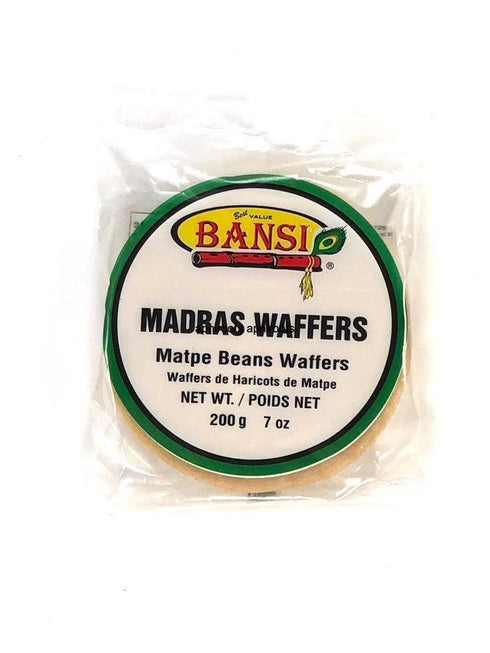 Best VALUE
BANSI
®
MADRAS WAFFERS
Matpe Beans Waffers
Waffers de Haricots de Matpe
NET WT. / POIDS NET
200 g 7 oz